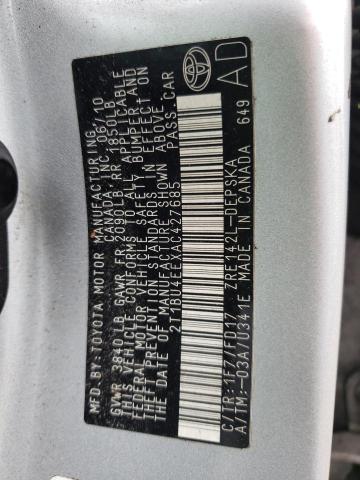 MFD.BY:TOYOTA MOTOR MANUFACTURING,
CANADA, INC. 06/10
GVWR 3840LB GAWR FR 2090LB RR 1850LB
THIS VEHICLE CONFORMS TO ALL APPLICABLE
FEDERAL MOTOR VEHICLE SAFETY, BUMPER, AND
THEFT PREVENTION STANDARDS IN EFFECT ON
THE DATE OF MANUFACTURE SHOWN ABOVE.
2T1BU4EEXAC427685 PASS.CAR
C/TR:1F7/FD17 ZRE142L-DEPSKA
A/TM:-03A/U341E MADE IN CANADA 649
AD